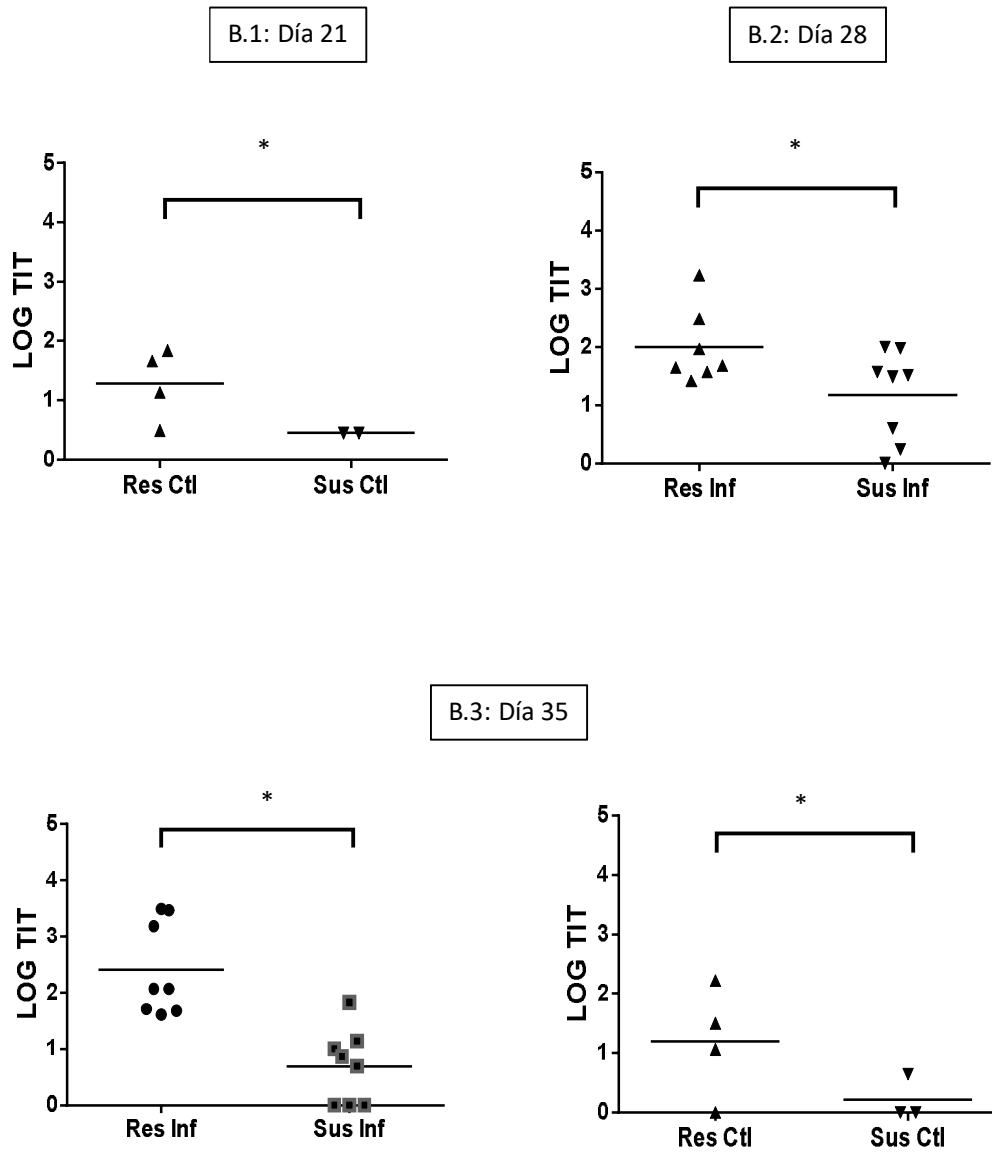 B.1: Día 21
B.2: Día 28
*
5
4
3
2
1
0
LOG TIT
Res Ctl
Sus Ctl
*
5
4
3
2
1
0
LOG TIT
Res Inf
Sus Inf
B.3: Día 35
*
5
4
3
2
1
0
LOG TIT
Res Inf
Sus Inf
*
5
4
3
2
1
0
LOG TIT
Res Ctl
Sus Ctl